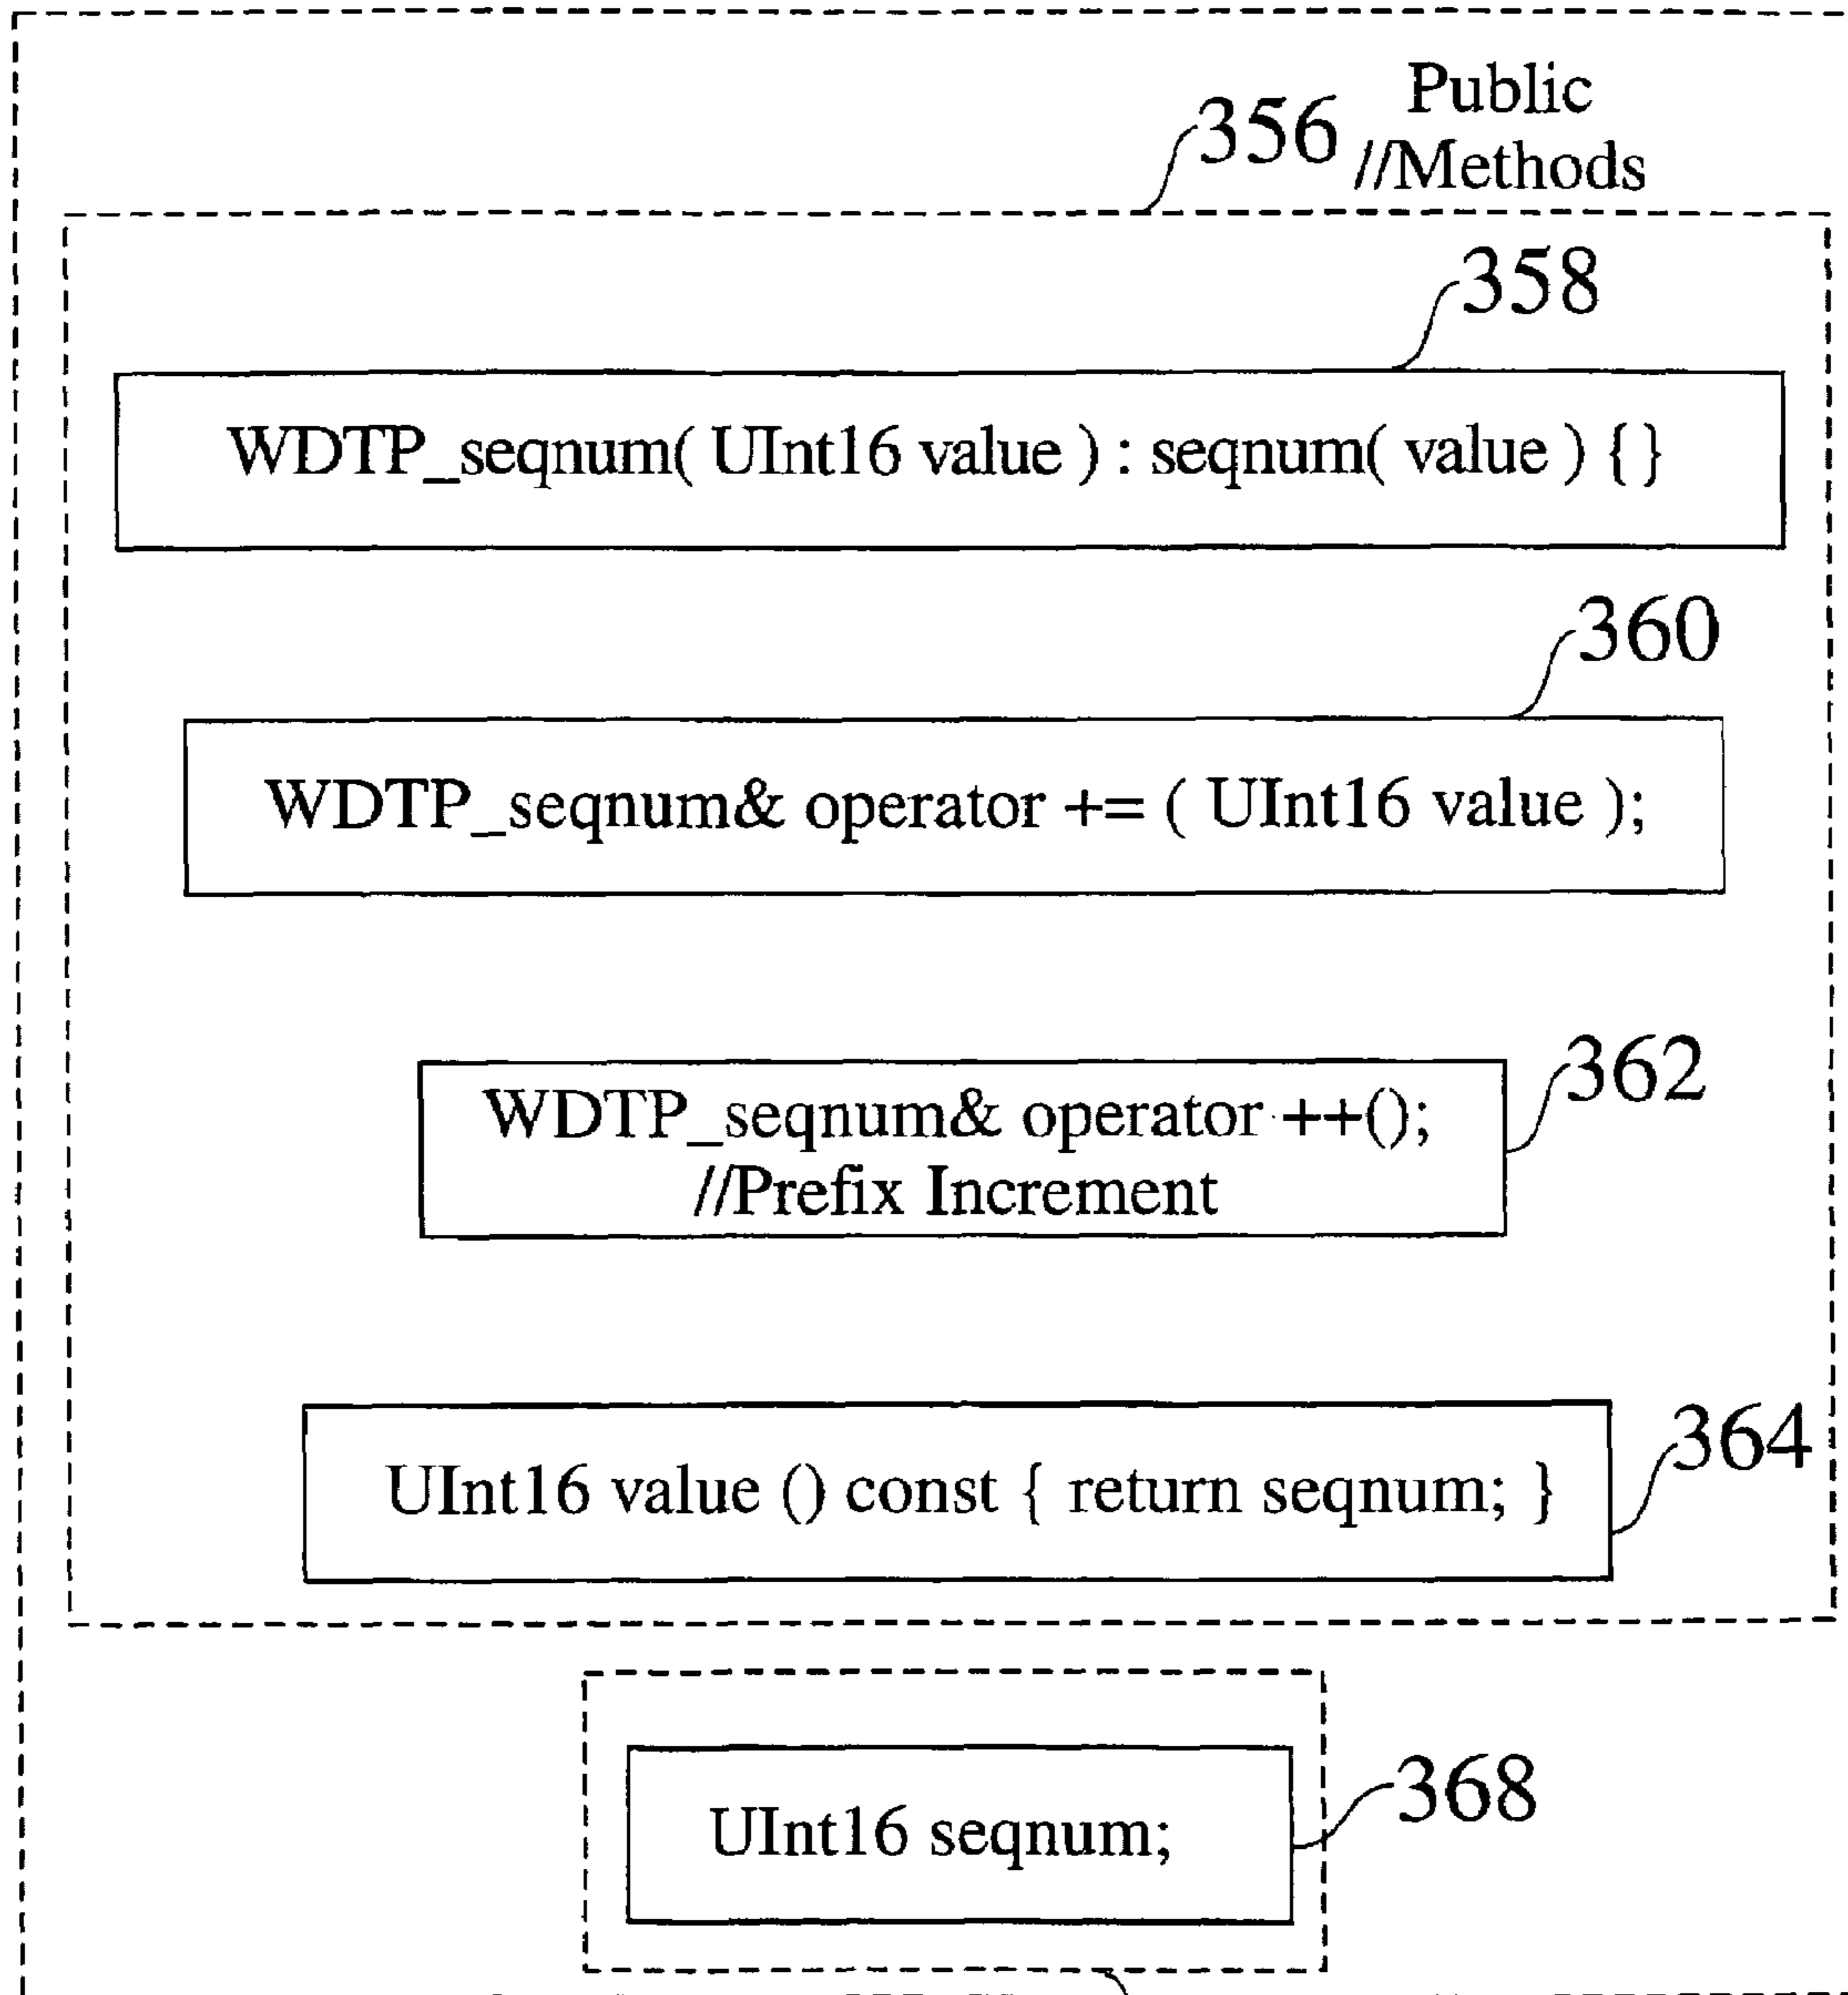 Public
356 //Methods
358
WDTP_seqnum( UInt16 value ) : seqnum( value ) {}
360
WDTP_seqnum& operator += ( UInt16 value );
362
WDTP_seqnum& operator ++();
//Prefix Increment
364
UInt16 value () const { return seqnum; }
368
UInt16 seqnum;